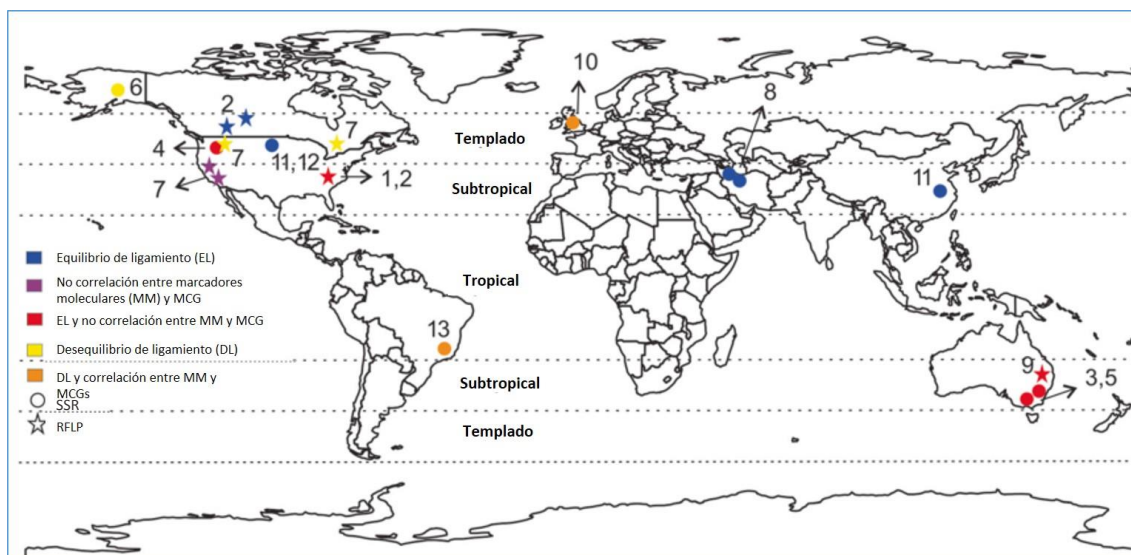 10
6
8
2
7
Templado
4
7
11,12
1,2
11
7
Subtropical
Equilibrio de ligamiento (EL)
No correlación entre marcadores
moleculares (MM) y MCG
Tropical
EL y no correlación entre MM y MCG
13
Desequilibrio de ligamiento (DL)
9
3,5
DL y correlación entre MM y
Subtropical
MCGs
SSR
RFLP
Templado